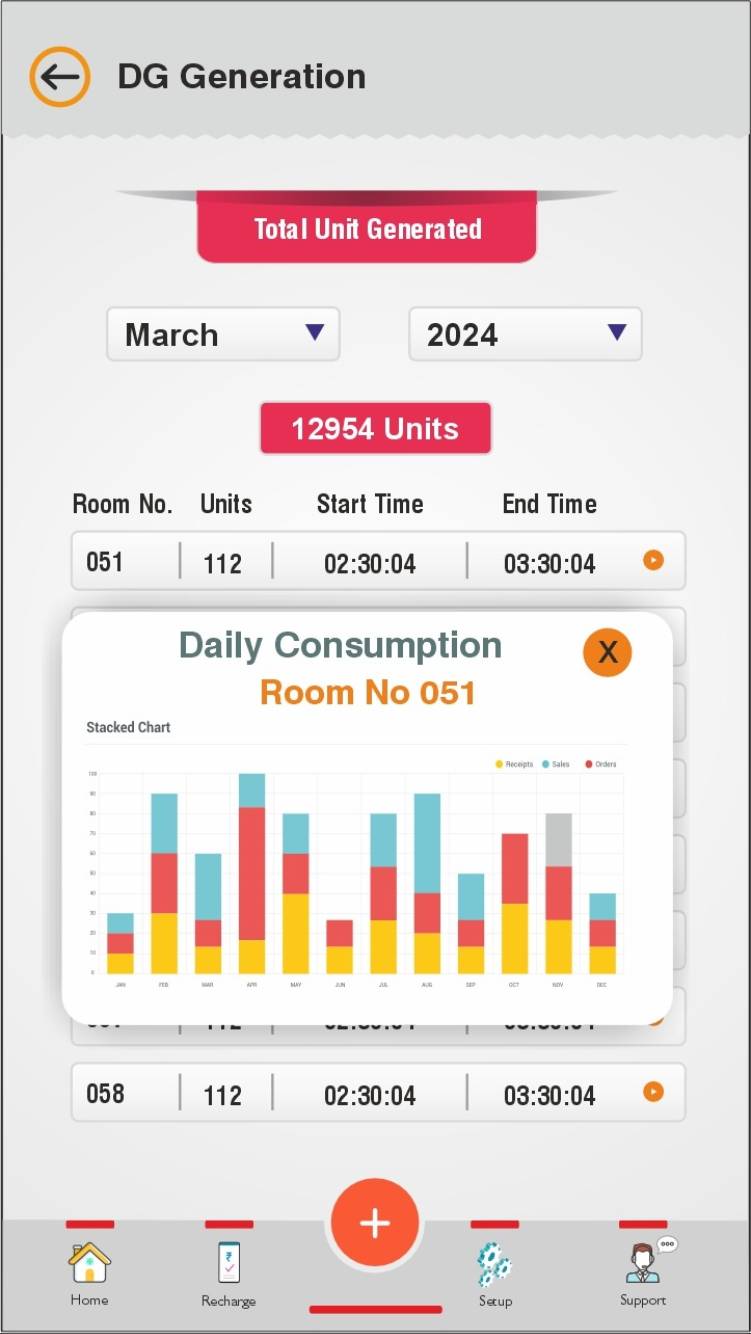 DG Generation
Total Unit Generated
March 2024
12954 Units
Room No. Units Start Time End Time
051 112 02:30:04 03:30:04
Daily Consumption X
Room No 051
Stacked Chart
Receipts Sales Orders
100
90
80
70
60
50
40
30
20
10
0
JAN FEB MAR APR MAY JUN JUL AUG SEP OCT NOV DEC
058 112 02:30:04 03:30:04
Home Recharge Setup Support